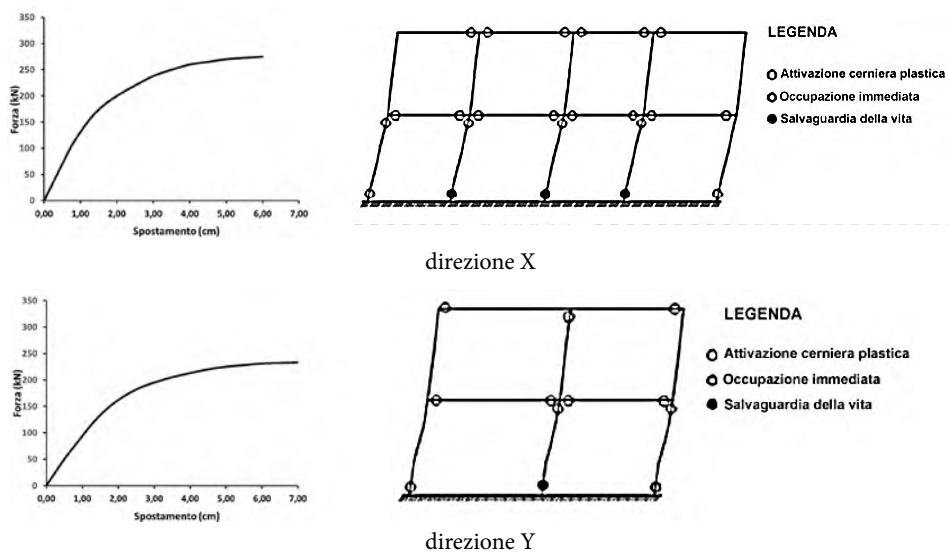 350
300
250
200
150
100
50
0
Forza (kN)
0,00 1,00 2,00 3,00 4,00 5,00 6,00 7,00
Spostamento (cm)
LEGENDA
Attivazione cerniera plastica
Occupazione immediata
Salvaguardia della vita
direzione X
350
300
250
200
150
100
50
0
Forza (kN)
0,00 1,00 2,00 3,00 4,00 5,00 6,00 7,00
Spostamento (cm)
LEGENDA
Attivazione cerniera plastica
Occupazione immediata
Salvaguardia della vita
direzione Y